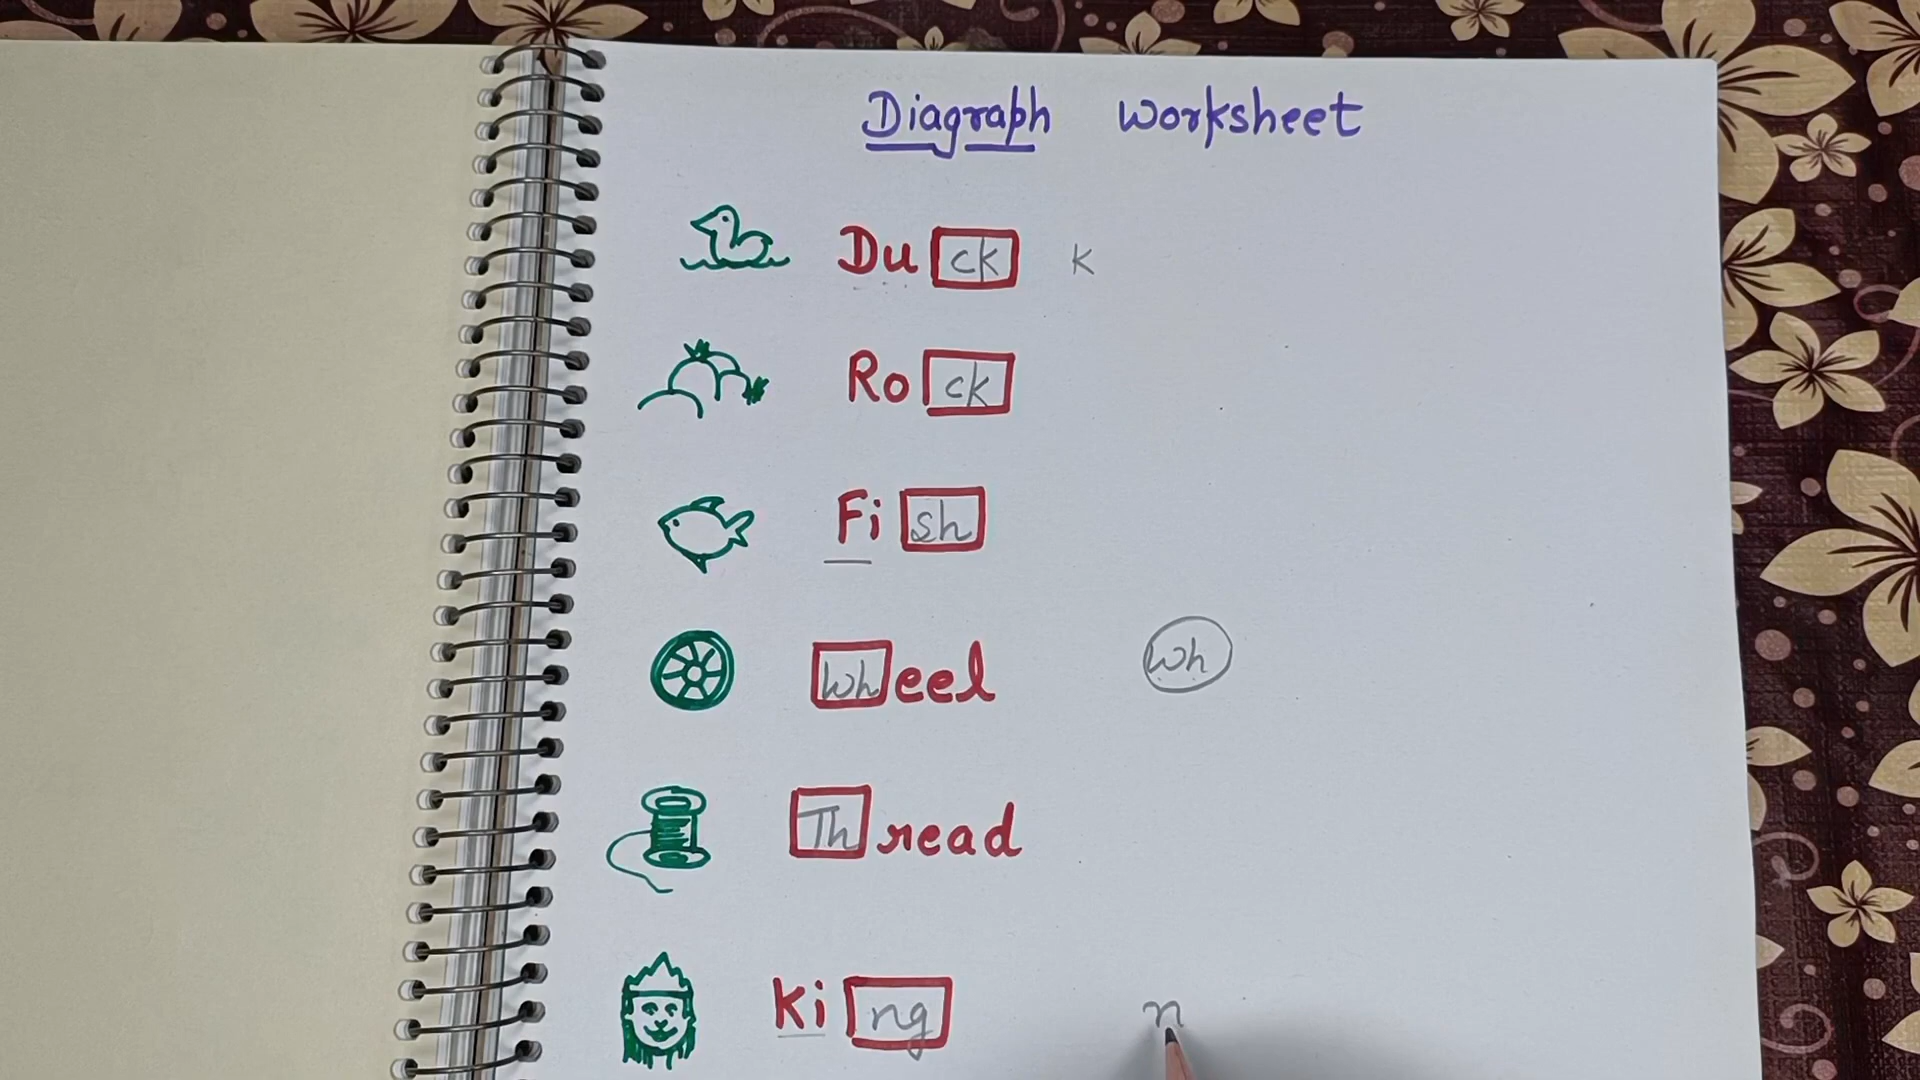 Diagraph Worksheet
Duck K
Rock
Fish
Wheel Wh
Thread
King n